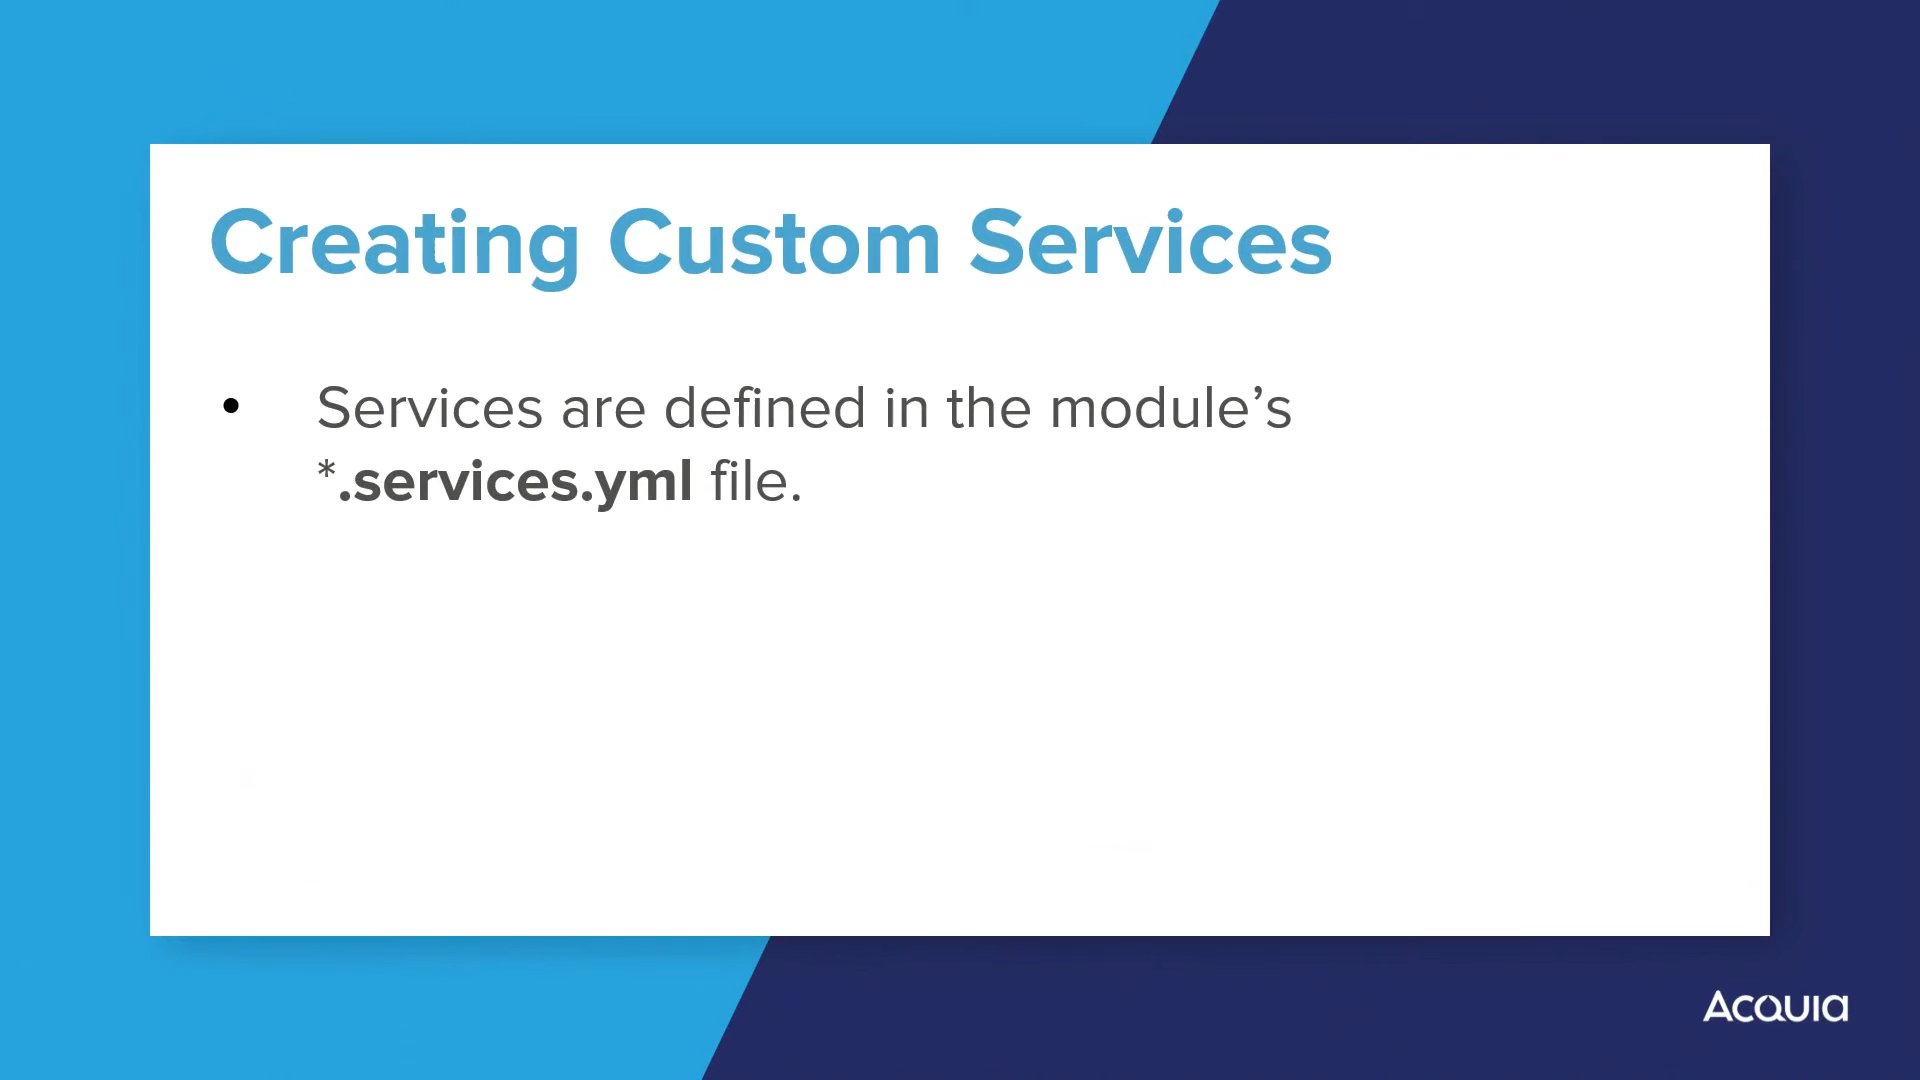 Creating Custom Services
• Services are defined in the module’s
*.services.yml file.
Acquia